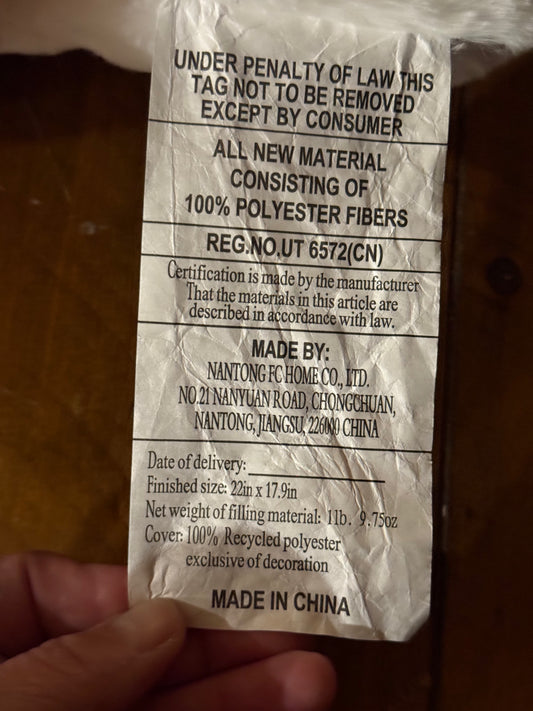 UNDER PENALTY OF LAW THIS
TAG NOT TO BE REMOVED
EXCEPT BY CONSUMER
ALL NEW MATERIAL
CONSISTING OF
100% POLYESTER FIBERS
REG.NO.UT 6572(CN)
Certification is made by the manufacturer
That the materials in this article are
described in accordance with law.
MADE BY:
NANTONG FC HOME CO., LTD.
NO.21 NANYUAN ROAD, CHONGCHUAN,
NANTONG, JIANGSU, 226000 CHINA
Date of delivery:
Finished size: 22in x 17.9in
Net weight of filling material: 1lb. 9.75oz
Cover: 100% Recycled polyester
exclusive of decoration
MADE IN CHINA